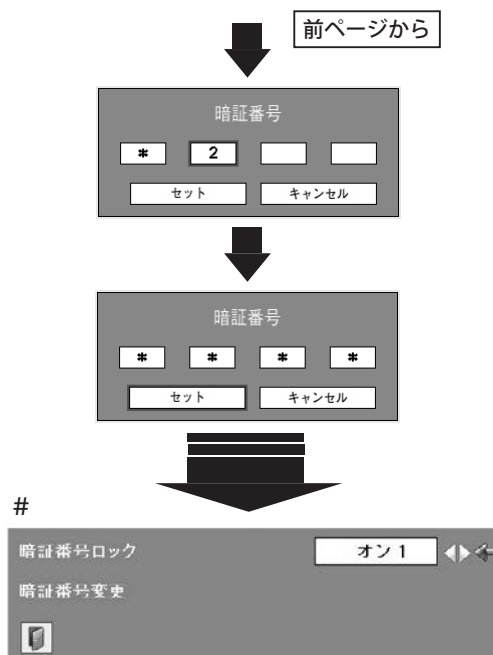 前ページから
暗証番号
* 2
セット キャンセル
暗証番号
* * * *
セット キャンセル
#
暗証番号ロック オン 1
暗証番号変更